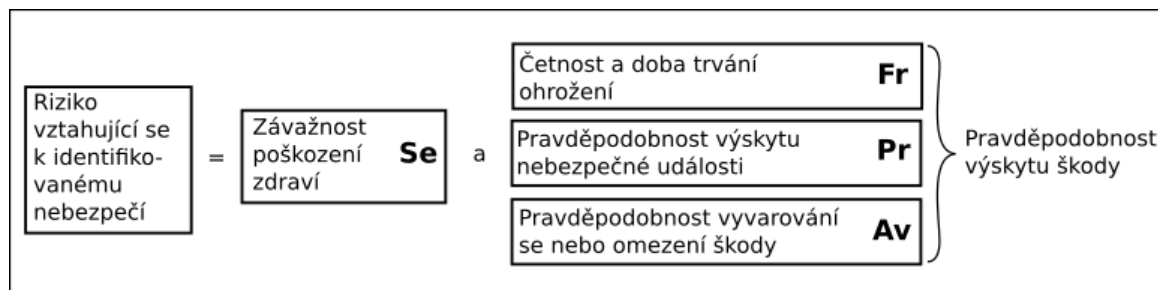 Riziko
vztahující se
k identifiko-
vanému
nebezpečí
=
Závažnost
poškození
zdraví
Se
a
Četnost a doba trvání
ohrožení
Fr
Pravděpodobnost výskytu
nebezpečné události
Pr
Pravděpodobnost vyvarování
se nebo omezení škody
Av
Pravděpodobnost
výskytu škody